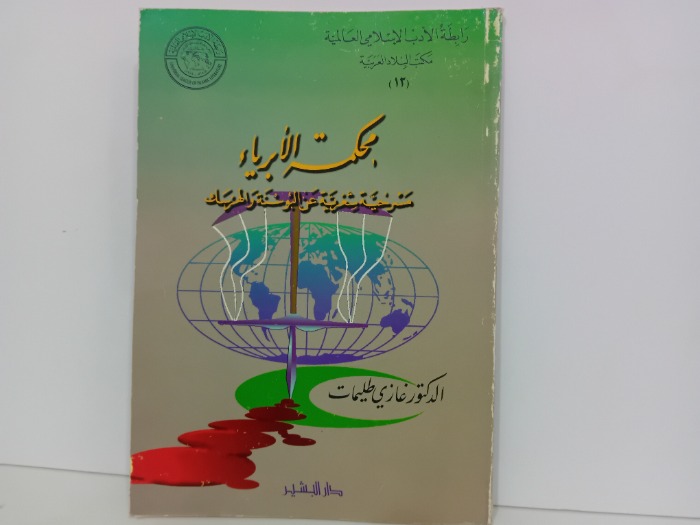 رابطة الأدب الإسلامي العالمية
مكتب البلاد العربية
(١٣)
محكمة الأبرياء
مسرحية شعرية عن البوسنة والهرسك
الدكتور غازي طليمات
دار البشير